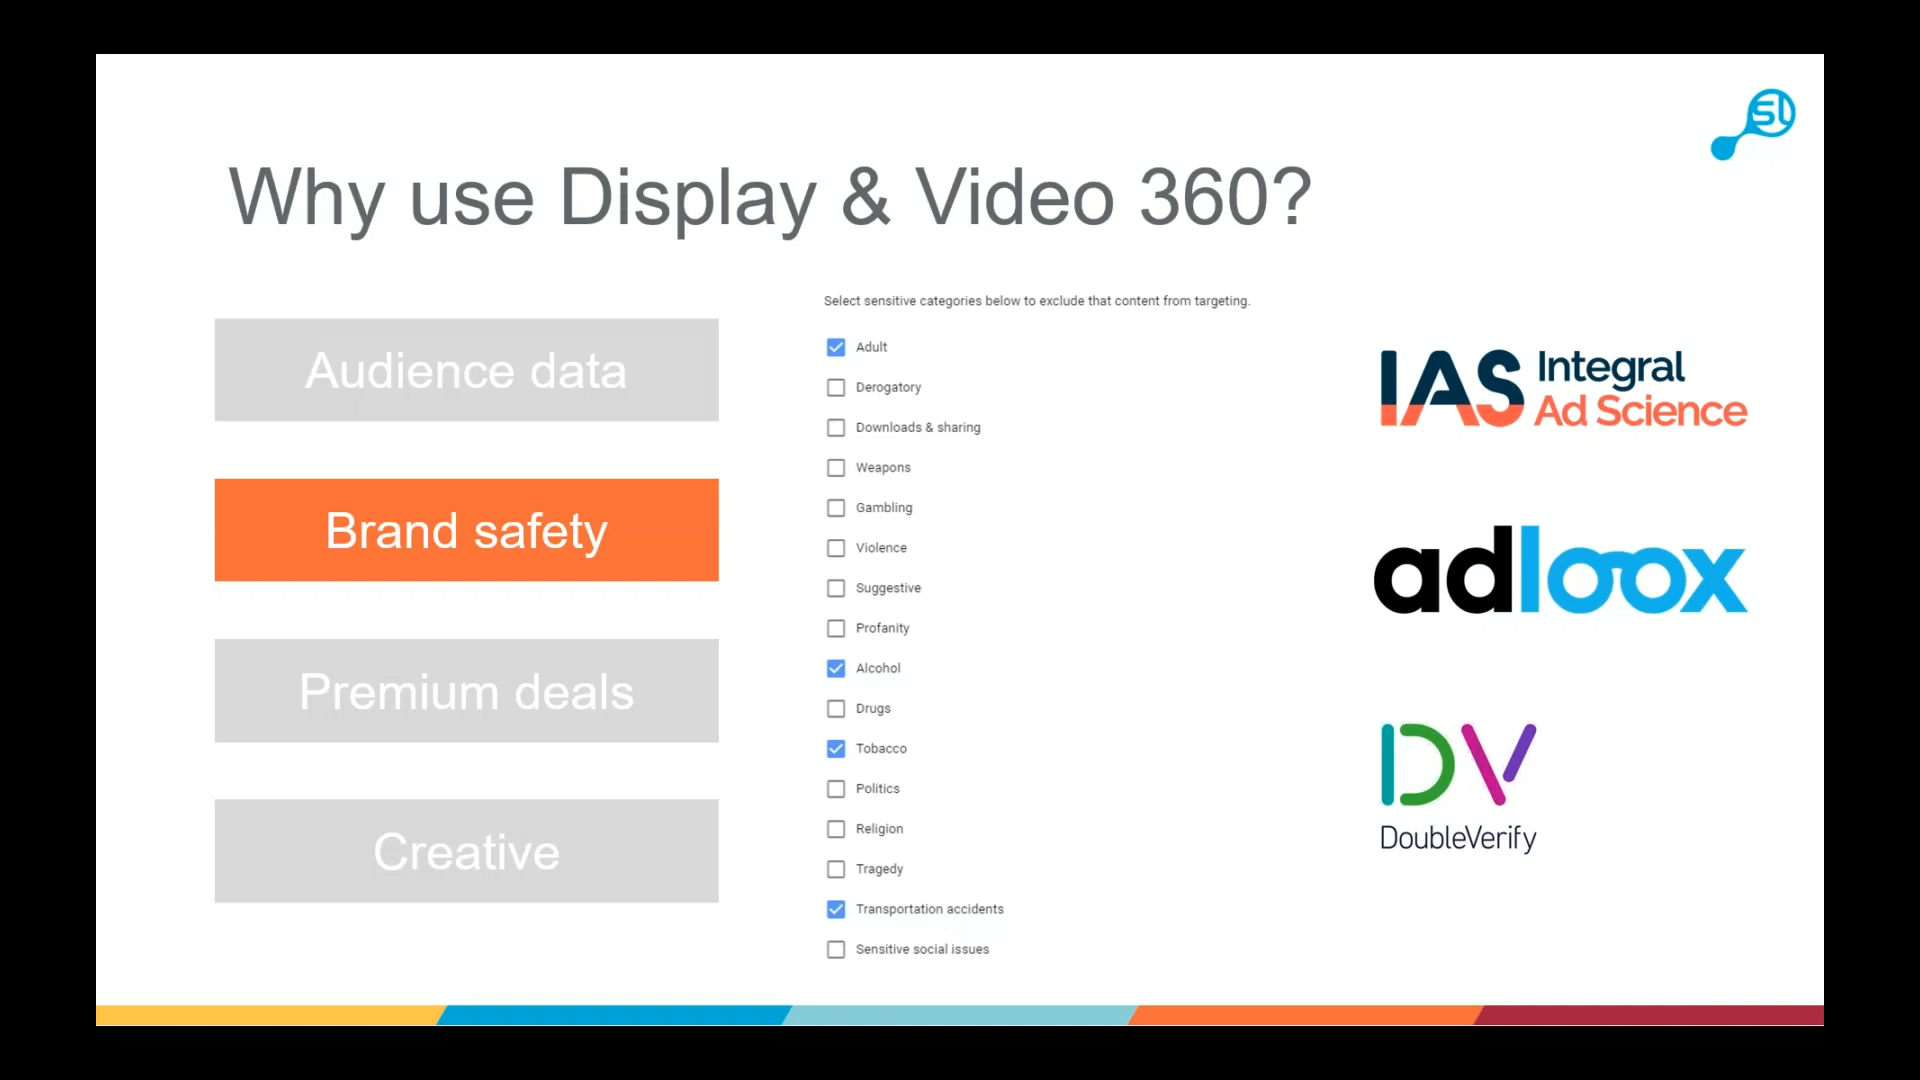 SL
Why use Display & Video 360?
Audience data
Brand safety
Premium deals
Creative
Select sensitive categories below to exclude that content from targeting.
Adult
Derogatory
Downloads & sharing
Weapons
Gambling
Violence
Suggestive
Profanity
Alcohol
Drugs
Tobacco
Politics
Religion
Tragedy
Transportation accidents
Sensitive social issues
IAS Integral
Ad Science
adloox
DV
DoubleVerify